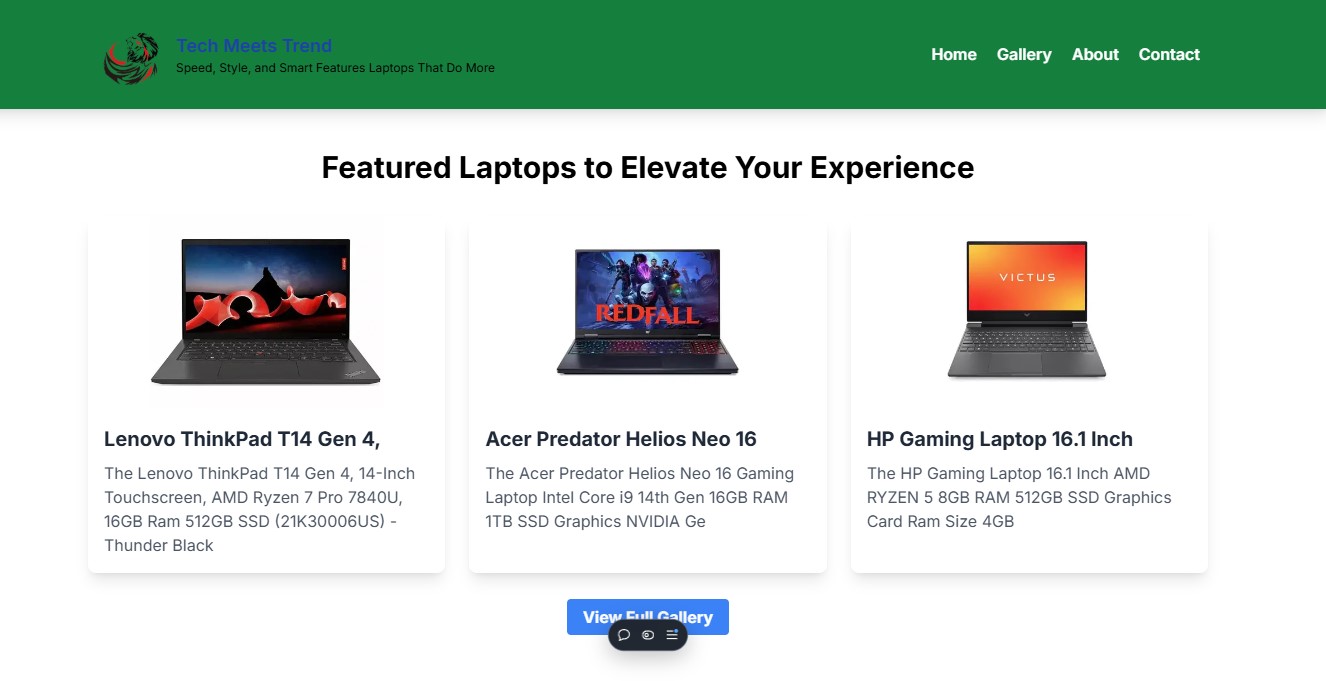 Tech Meets Trend
Speed, Style, and Smart Features Laptops That Do More
Home Gallery About Contact
Featured Laptops to Elevate Your Experience
REDFALL
VICTUS
Lenovo ThinkPad T14 Gen 4,
The Lenovo ThinkPad T14 Gen 4, 14-Inch
Touchscreen, AMD Ryzen 7 Pro 7840U,
16GB Ram 512GB SSD (21K30006US) -
Thunder Black
Acer Predator Helios Neo 16
The Acer Predator Helios Neo 16 Gaming
Laptop Intel Core i9 14th Gen 16GB RAM
1TB SSD Graphics NVIDIA Ge
HP Gaming Laptop 16.1 Inch
The HP Gaming Laptop 16.1 Inch AMD
RYZEN 5 8GB RAM 512GB SSD Graphics
Card Ram Size 4GB
View Full Gallery